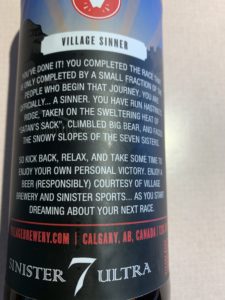 VILLAGE SINNER
YOU'VE DONE IT! YOU COMPLETED THE RACE THAT
IS ONLY COMPLETED BY A SMALL FRACTION OF THE
PEOPLE WHO BEGIN THAT JOURNEY. YOU ARE
OFFICIALLY... A SINNER. YOU HAVE RUN
RIDGE, TAKEN ON THE SWELTERING HEAT OF
"SATAN'S SACK", CLIMBED BIG BEAR, AND FACED
THE SNOWY SLOPES OF THE SEVEN SISTERS.
SO KICK BACK, RELAX, AND TAKE SOME TIME TO
ENJOY YOUR OWN PERSONAL VICTORY. ENJOY A
BEER (RESPONSIBLY) COURTESY OF VILLAGE
BREWERY AND SINISTER SPORTS... AS YOU START
DREAMING ABOUT YOUR NEXT RACE.
LAGEBREWERY.COM | CALGARY, AB, CANADA |
SINISTER 7 ULTRA